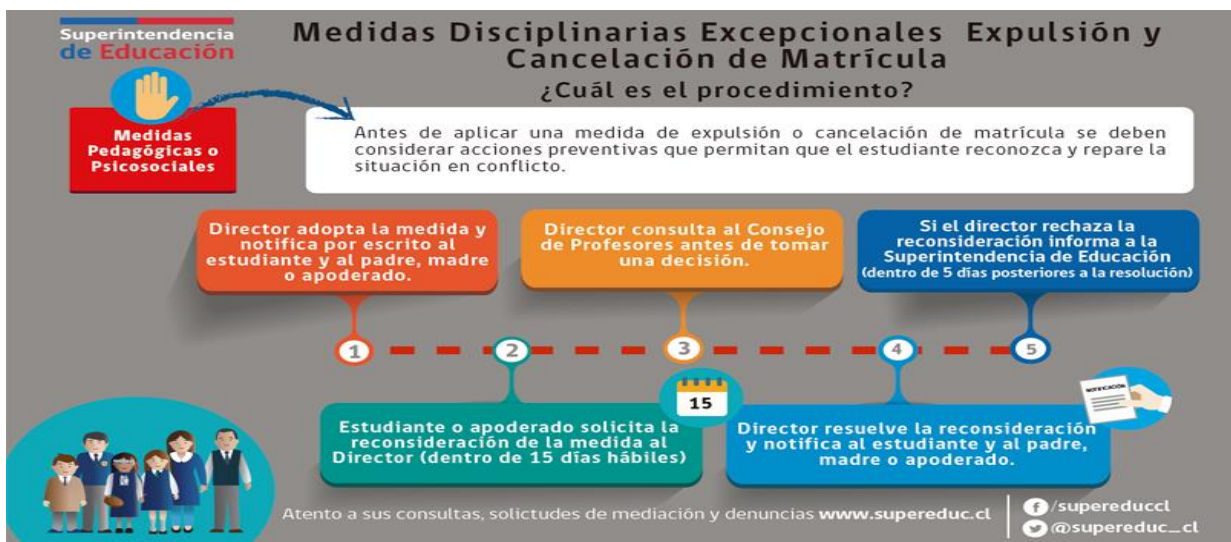 Superintendencia
de Educación
Medidas Disciplinarias Excepcionales Expulsión y
Cancelación de Matrícula
¿Cuál es el procedimiento?
Medidas
Pedagógicas o
Psicosociales
Antes de aplicar una medida de expulsión o cancelación de matrícula se deben
considerar acciones preventivas que permitan que el estudiante reconozca y repare la
situación en conflicto.
Director adopta la medida y
notifica por escrito al
estudiante y al padre, madre
o apoderado.
Director consulta al Consejo
de Profesores antes de tomar
una decisión.
Si el director rechaza la
reconsideración informa a la
Superintendencia de Educación
(dentro de 5 días posteriores a la resolución)
1
2
3
4
5
15
NOTIFICACIÓN
Estudiante o apoderado solicita la
reconsideración de la medida al
Director (dentro de 15 días hábiles)
Director resuelve la reconsideración
y notifica al estudiante y al padre,
madre o apoderado.
Atento a sus consultas, solictudes de mediación y denuncias www.supereduc.cl
/supereduccl
@supereduc_cl